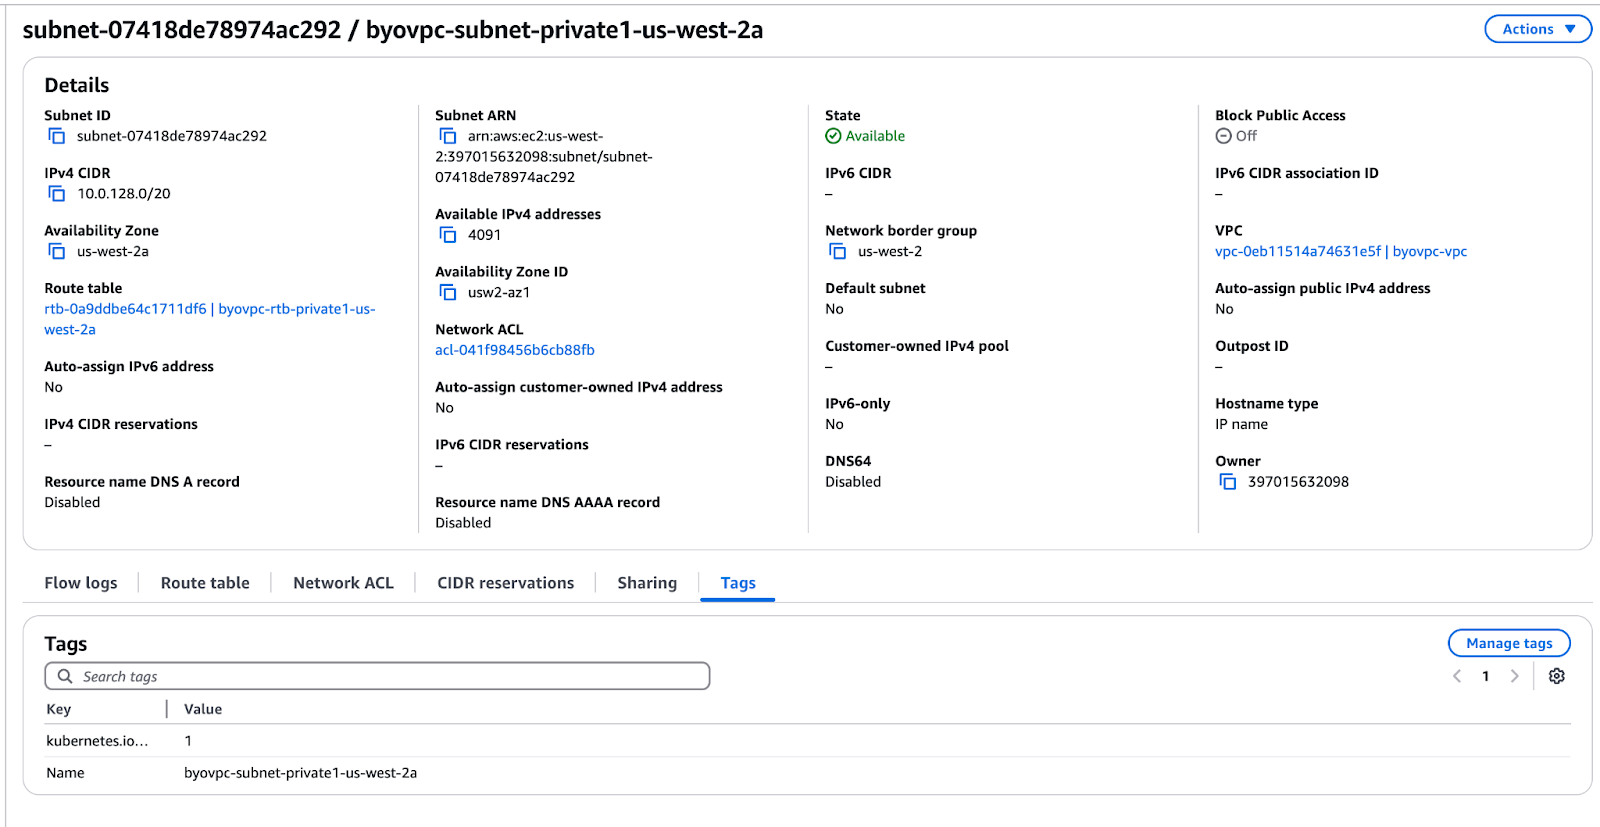 subnet-07418de78974ac292 / byovpc-subnet-private1-us-west-2a
Actions
Details
Subnet ID
subnet-07418de78974ac292
IPv4 CIDR
10.0.128.0/20
Availability Zone
us-west-2a
Route table
rtb-0a9ddbe64c1711df6 | byovpc-rtb-private1-us-
west-2a
Auto-assign IPv6 address
No
IPv4 CIDR reservations
–
Resource name DNS A record
Disabled
Subnet ARN
arn:aws:ec2:us-west-
2:397015632098:subnet/subnet-
07418de78974ac292
Available IPv4 addresses
4091
Availability Zone ID
usw2-az1
Network ACL
acl-041f98456b6cb88fb
Auto-assign customer-owned IPv4 address
No
IPv6 CIDR reservations
–
Resource name DNS AAAA record
Disabled
State
Available
IPv6 CIDR
–
Network border group
us-west-2
Default subnet
No
Customer-owned IPv4 pool
–
IPv6-only
No
DNS64
Disabled
Block Public Access
Off
IPv6 CIDR association ID
–
VPC
vpc-0eb11514a74631e5f | byovpc-vpc
Auto-assign public IPv4 address
No
Outpost ID
–
Hostname type
IP name
Owner
397015632098
Flow logs
Route table
Network ACL
CIDR reservations
Sharing
Tags
Tags
Manage tags
Search tags
1
Key Value
kubernetes.io... 1
Name byovpc-subnet-private1-us-west-2a